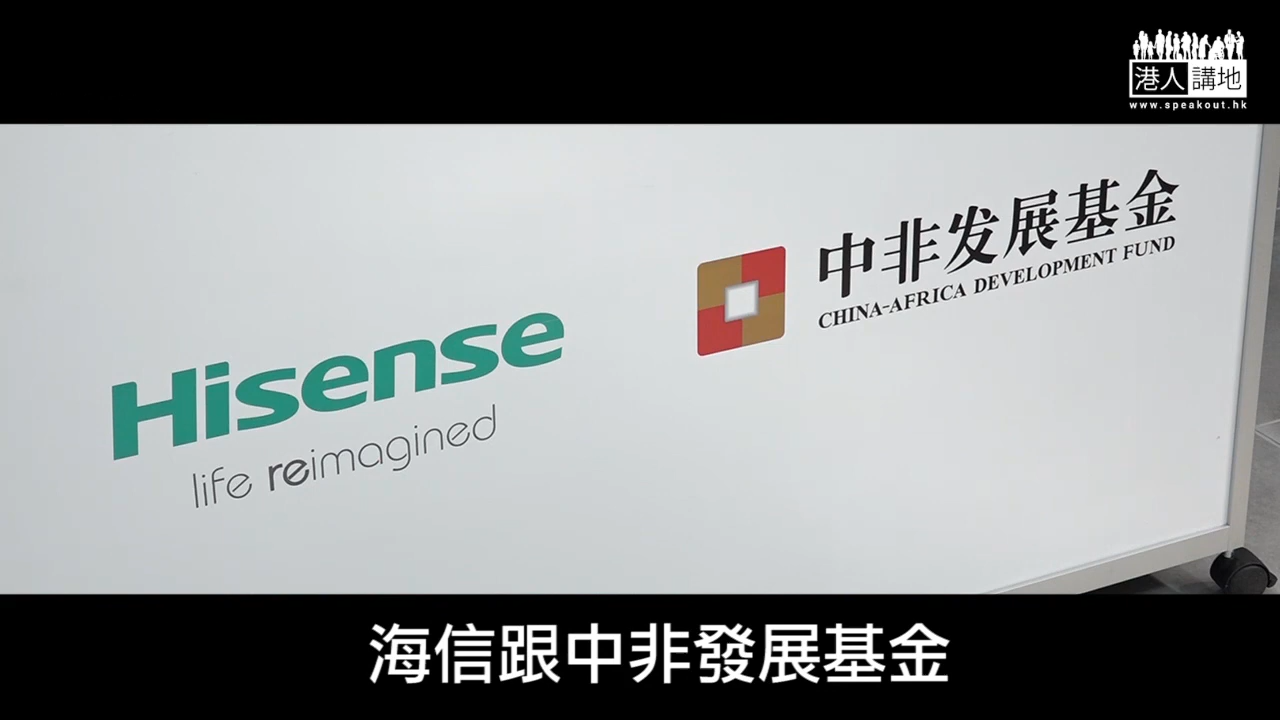 港人講地
www.speakout.hk
中非发展基金
CHINA-AFRICA DEVELOPMENT FUND
Hisense
life reimagined
海信跟中非發展基金